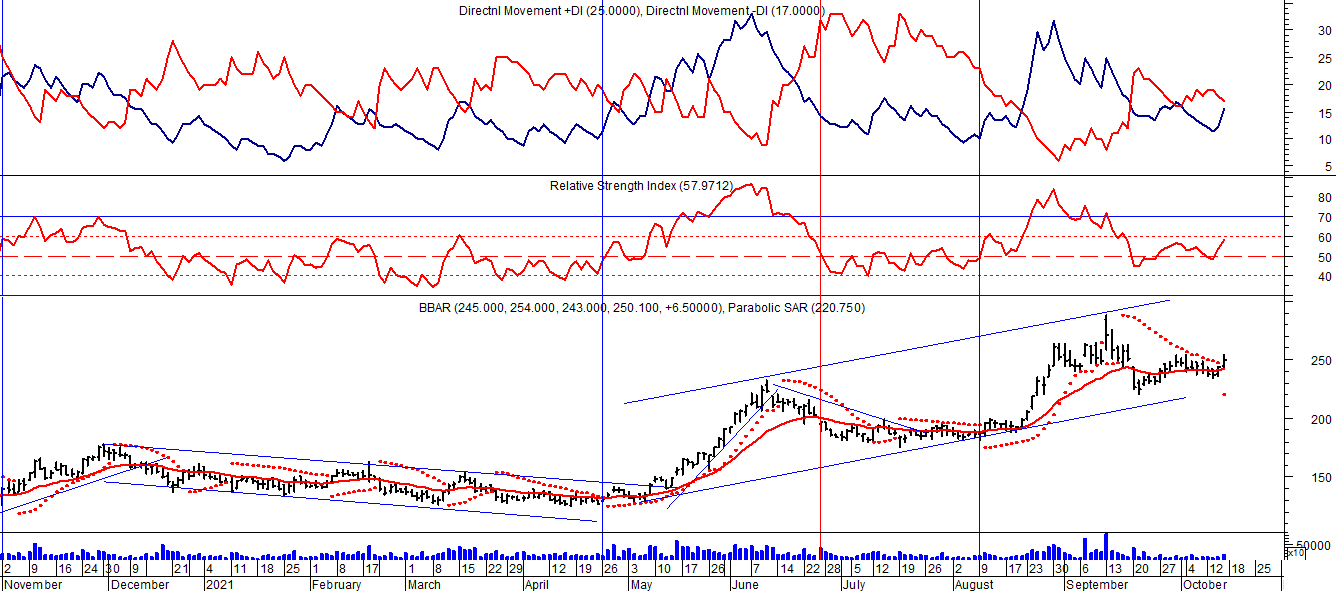 Directnl Movement +DI (25.0000), Directnl Movement -DI (17.0000)
30
25
20
15
10
5
Relative Strength Index (57.9712)
80
70
60
50
40
BBAR (245.000, 254.000, 243.000, 250.100, +6.50000), Parabolic SAR (220.750)
250
200
150
50000
x10
2 9 16 24 30 9 21 4 11 18 25 1 8 17 1 8 15 22 29 12 19 26 3 10 17 26 7 14 22 28 5 12 19 26 2 9 17 23 30 6 13 20 27 4 12 18 25
November December 2021 February March April May June July August September October